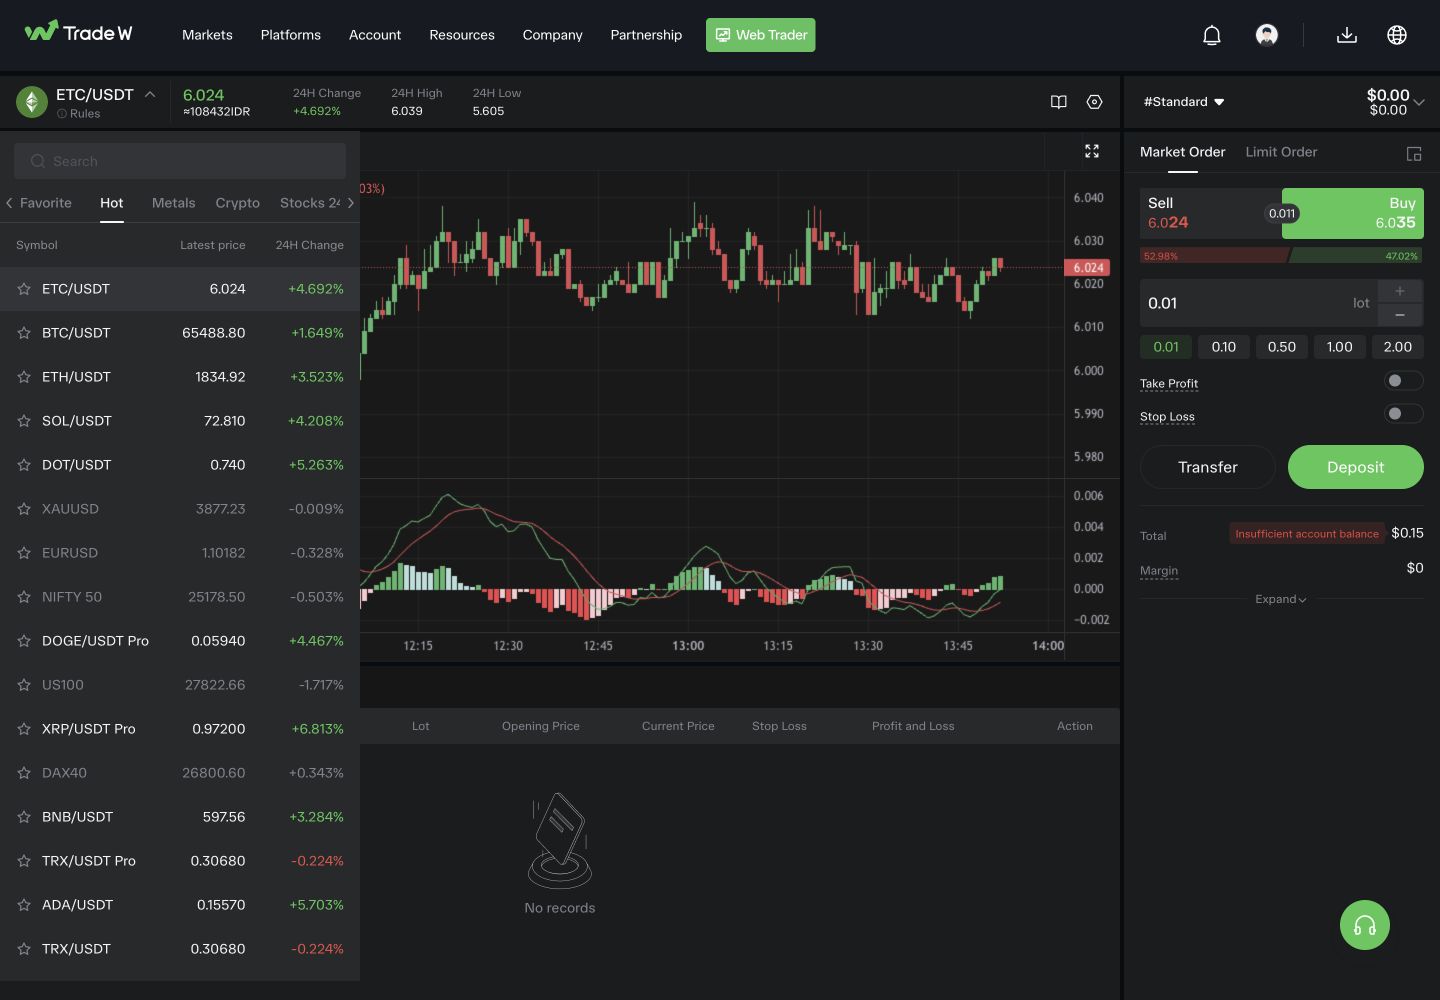 Trade W
Markets
Platforms
Account
Resources
Company
Partnership
Web Trader
ETC/USDT
Rules
6.024
≈108432IDR
24H Change
+4.692%
24H High
6.039
24H Low
5.605
#Standard
$0.00
$0.00
Search
Favorite
Hot
Metals
Crypto
Stocks 24
Symbol
Latest price
24H Change
ETC/USDT 6.024 +4.692%
BTC/USDT 65488.80 +1.649%
ETH/USDT 1834.92 +3.523%
SOL/USDT 72.810 +4.208%
DOT/USDT 0.740 +5.263%
XAUUSD 3877.23 -0.009%
EURUSD 1.10182 -0.328%
NIFTY 50 25178.50 -0.503%
DOGE/USDT Pro 0.05940 +4.467%
US100 27822.66 -1.717%
XRP/USDT Pro 0.97200 +6.813%
DAX40 26800.60 +0.343%
BNB/USDT 597.56 +3.284%
TRX/USDT Pro 0.30680 -0.224%
ADA/USDT 0.15570 +5.703%
TRX/USDT 0.30680 -0.224%
03%)
6.040
6.030
6.024
6.020
6.010
6.000
5.990
5.980
0.006
0.004
0.002
0.000
-0.002
12:15 12:30 12:45 13:00 13:15 13:30 13:45 14:00
Lot
Opening Price
Current Price
Stop Loss
Profit and Loss
Action
No records
Market Order
Limit Order
Sell
6.024
0.011
Buy
6.035
52.98%
47.02%
0.01
lot
+
−
0.01 0.10 0.50 1.00 2.00
Take Profit
Stop Loss
Transfer
Deposit
Total
Insufficient account balance
$0.15
Margin
$0
Expand